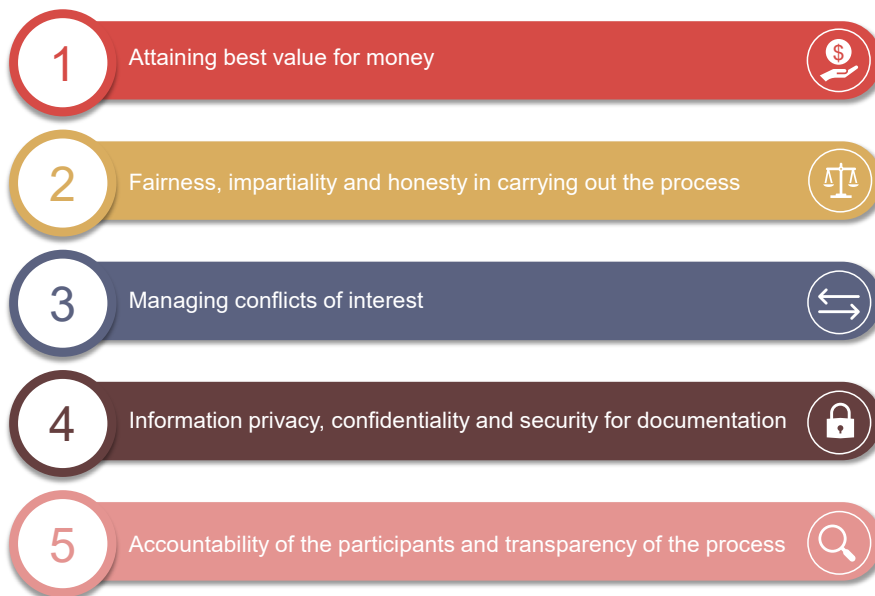 1
Attaining best value for money
$
2
Fairness, impartiality and honesty in carrying out the process
3
Managing conflicts of interest
4
Information privacy, confidentiality and security for documentation
5
Accountability of the participants and transparency of the process